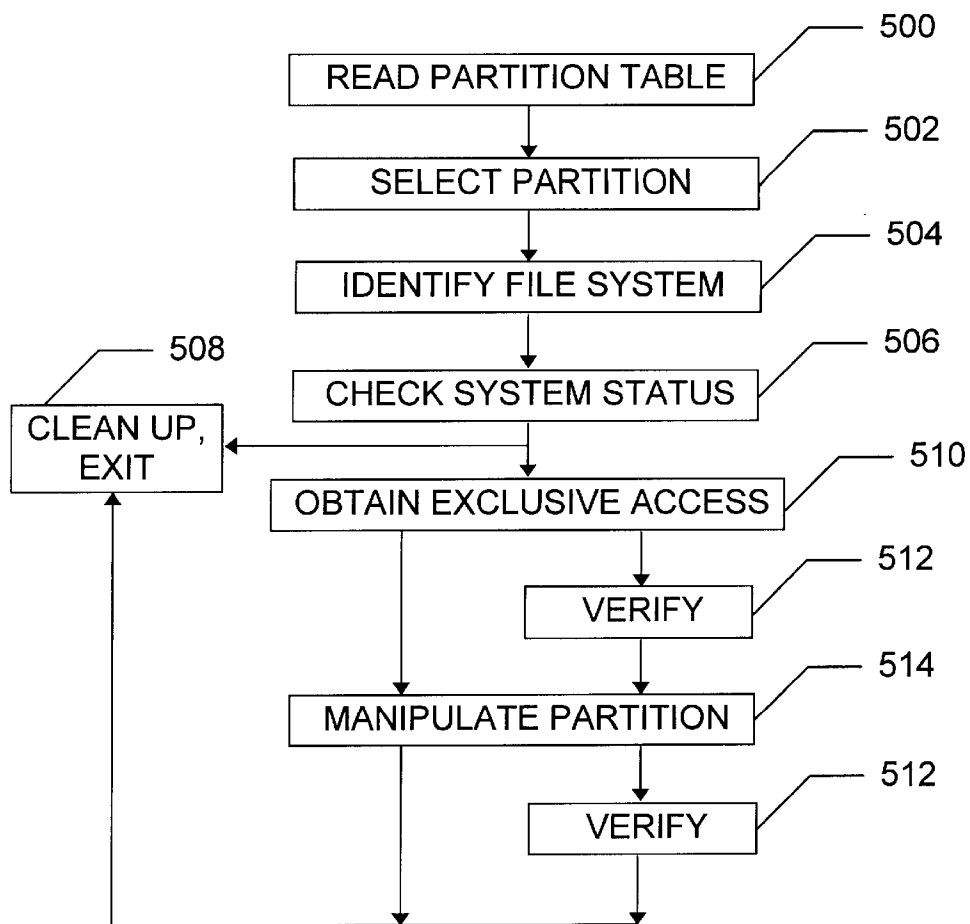 500
READ PARTITION TABLE
502
SELECT PARTITION
504
IDENTIFY FILE SYSTEM
508
506
CHECK SYSTEM STATUS
CLEAN UP,
EXIT
510
OBTAIN EXCLUSIVE ACCESS
512
VERIFY
514
MANIPULATE PARTITION
512
VERIFY